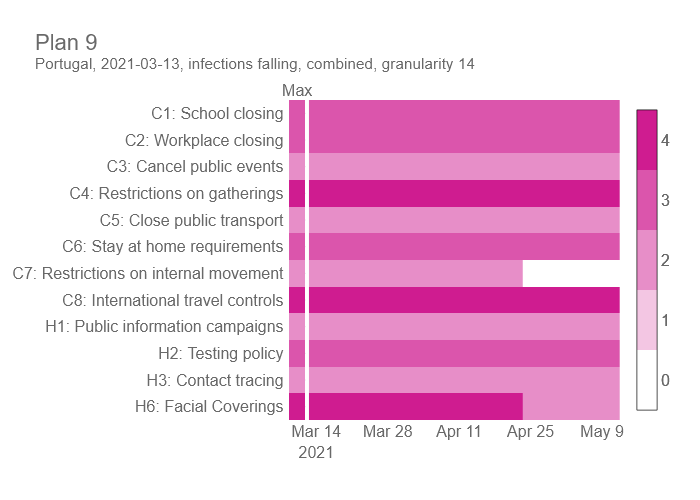 Plan 9
Portugal, 2021-03-13, infections falling, combined, granularity 14
Max
C1: School closing
C2: Workplace closing
C3: Cancel public events
C4: Restrictions on gatherings
C5: Close public transport
C6: Stay at home requirements
C7: Restrictions on internal movement
C8: International travel controls
H1: Public information campaigns
H2: Testing policy
H3: Contact tracing
H6: Facial Coverings
Mar 14 Mar 28 Apr 11 Apr 25 May 9
2021
4
3
2
1
0